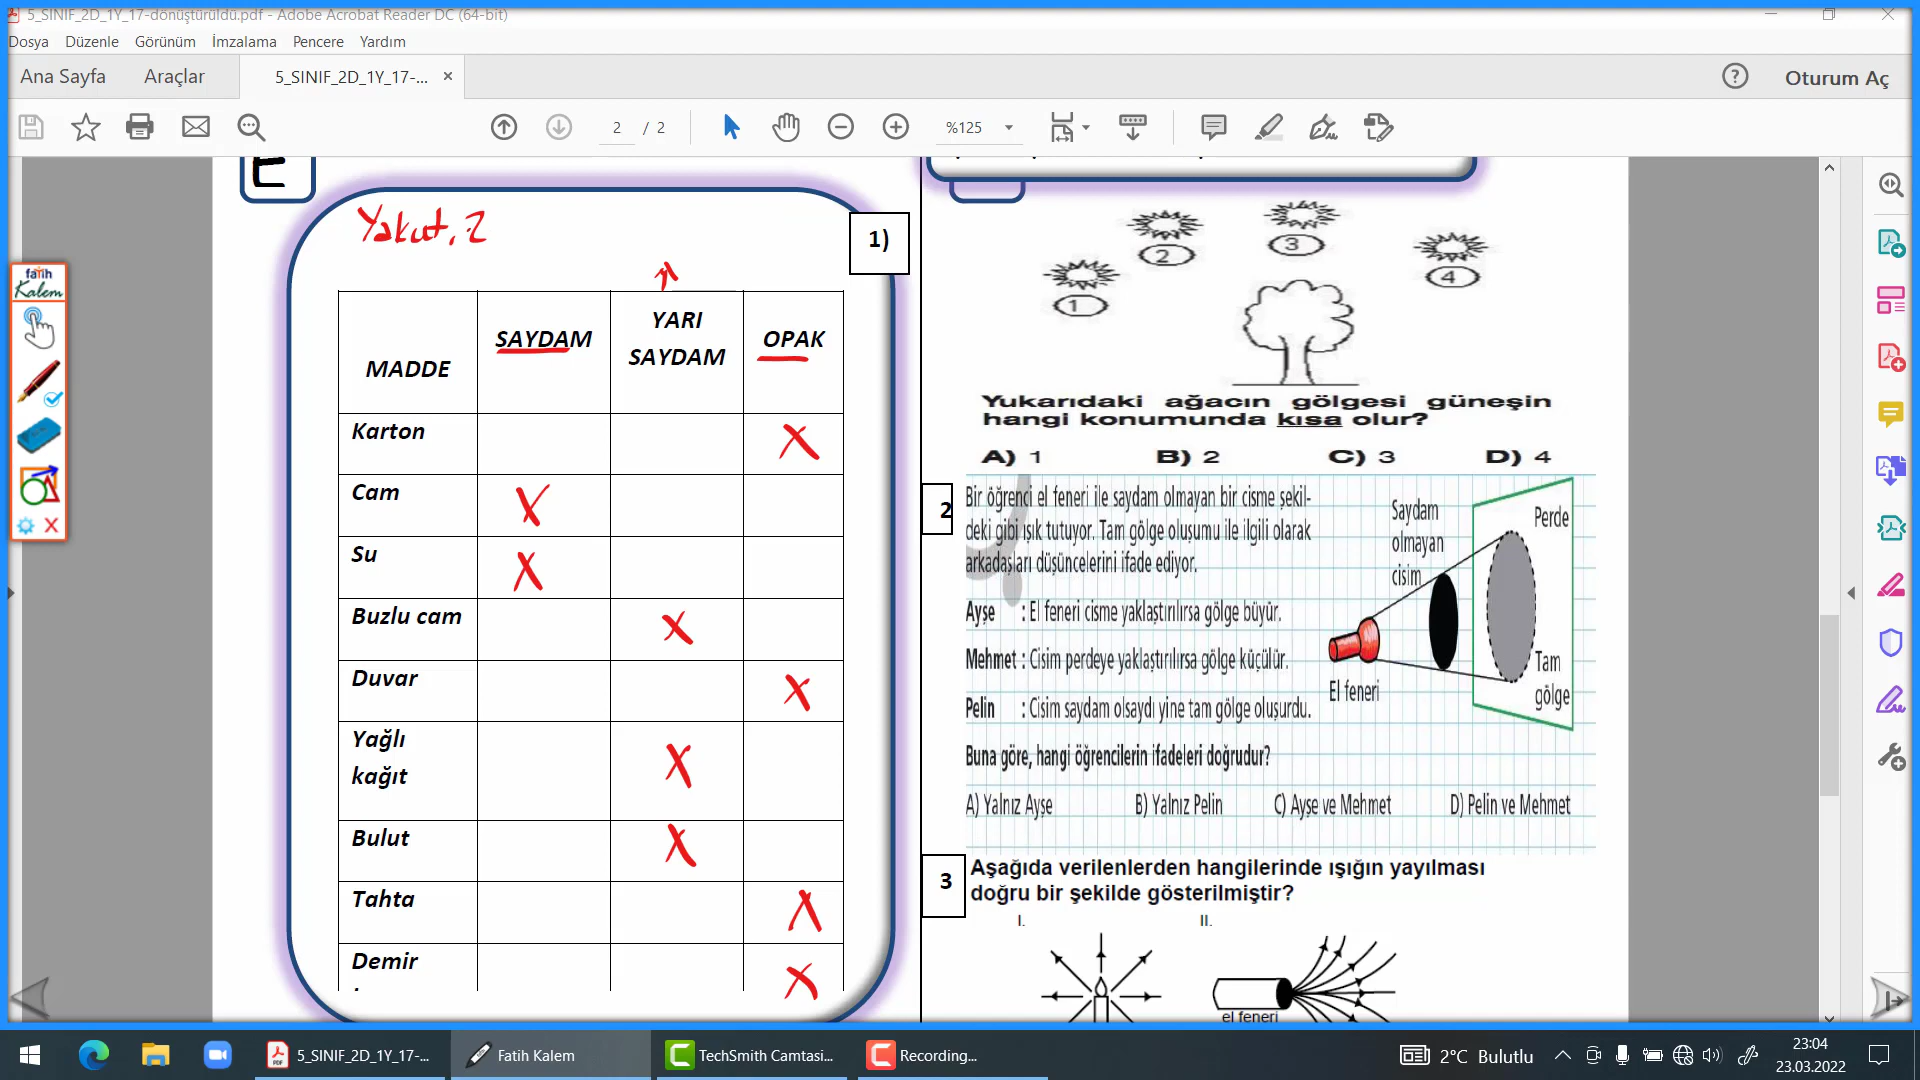 5_SINIF_2D_1Y_17-dönüştürüldü.pdf - Adobe Acrobat Reader DC (64-bit)
Dosya Düzenle Görünüm İmzalama Pencere Yardım
Ana Sayfa Araçlar 5_SINIF_2D_1Y_17-... × Oturum Aç
2 / 2 %125
E
Yakut.
1)
MADDE SAYDAM YARI SAYDAM OPAK
Karton X
Cam X
Su X
Buzlu cam X
Duvar X
Yağlı kağıt X
Bulut X
Tahta X
Demir X
fatih
Kalem
1 2 3 4
Yukarıdaki ağacın gölgesi güneşin
hangi konumunda kısa olur?
A) 1 B) 2 C) 3 D) 4
2
Bir öğrenci el feneri ile saydam olmayan bir cisme şekil-
deki gibi ışık tutuyor. Tam gölge oluşumu ile ilgili olarak
arkadaşları düşüncelerini ifade ediyor.
Ayşe : El feneri cisme yaklaştırılırsa gölge büyür.
Mehmet : Cisim perdeye yaklaştırılırsa gölge küçülür.
Pelin : Cisim saydam olsaydi yine tam gölge oluşurdu.
Buna göre, hangi öğrencilerin ifadeleri doğrudur?
A) Yalnız Ayşe B) Yalnız Pelin C) Ayşe ve Mehmet D) Pelin ve Mehmet
Saydam
olmayan
cisim
Perde
El feneri
Tam
gölge
3
Aşağıda verilenlerden hangilerinde ışığın yayılması
doğru bir şekilde gösterilmiştir?
I. II.
el feneri
5_SINIF_2D_1Y_17-... Fatih Kalem TechSmith Camtasi... Recording...
2°C Bulutlu
23:04
23.03.2022